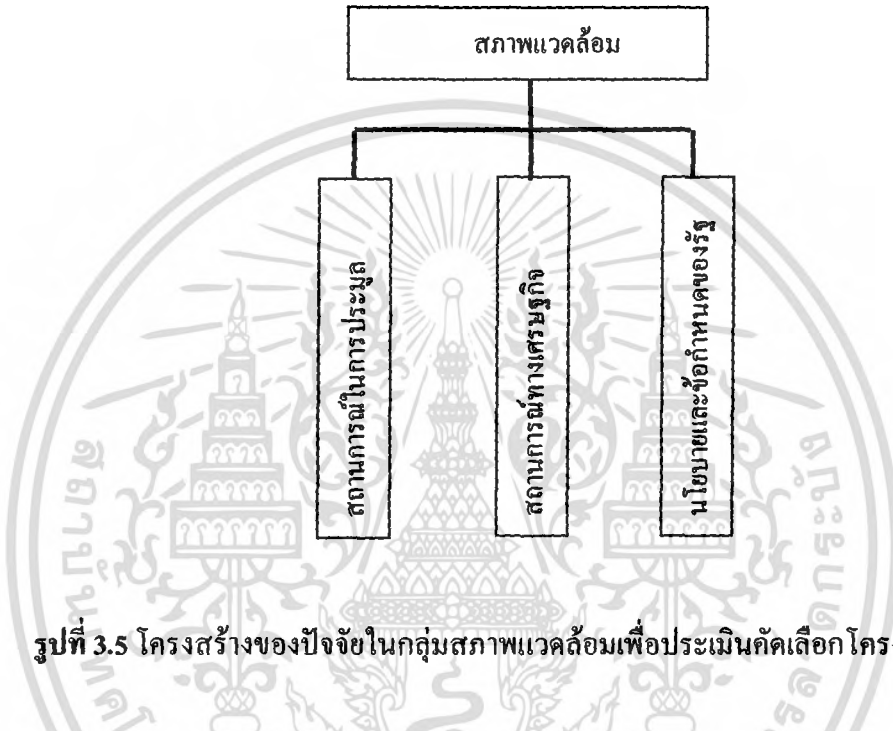 สภาพแวดล้อม
สถานการณ์ในการประมูล
สถานการณ์ทางเศรษฐกิจ
นโยบายและข้อกำหนดของรัฐ
รูปที่ 3.5 โครงสร้างของปัจจัยในกลุ่มสภาพแวดล้อมเพื่อประเมินคัดเลือกโครง